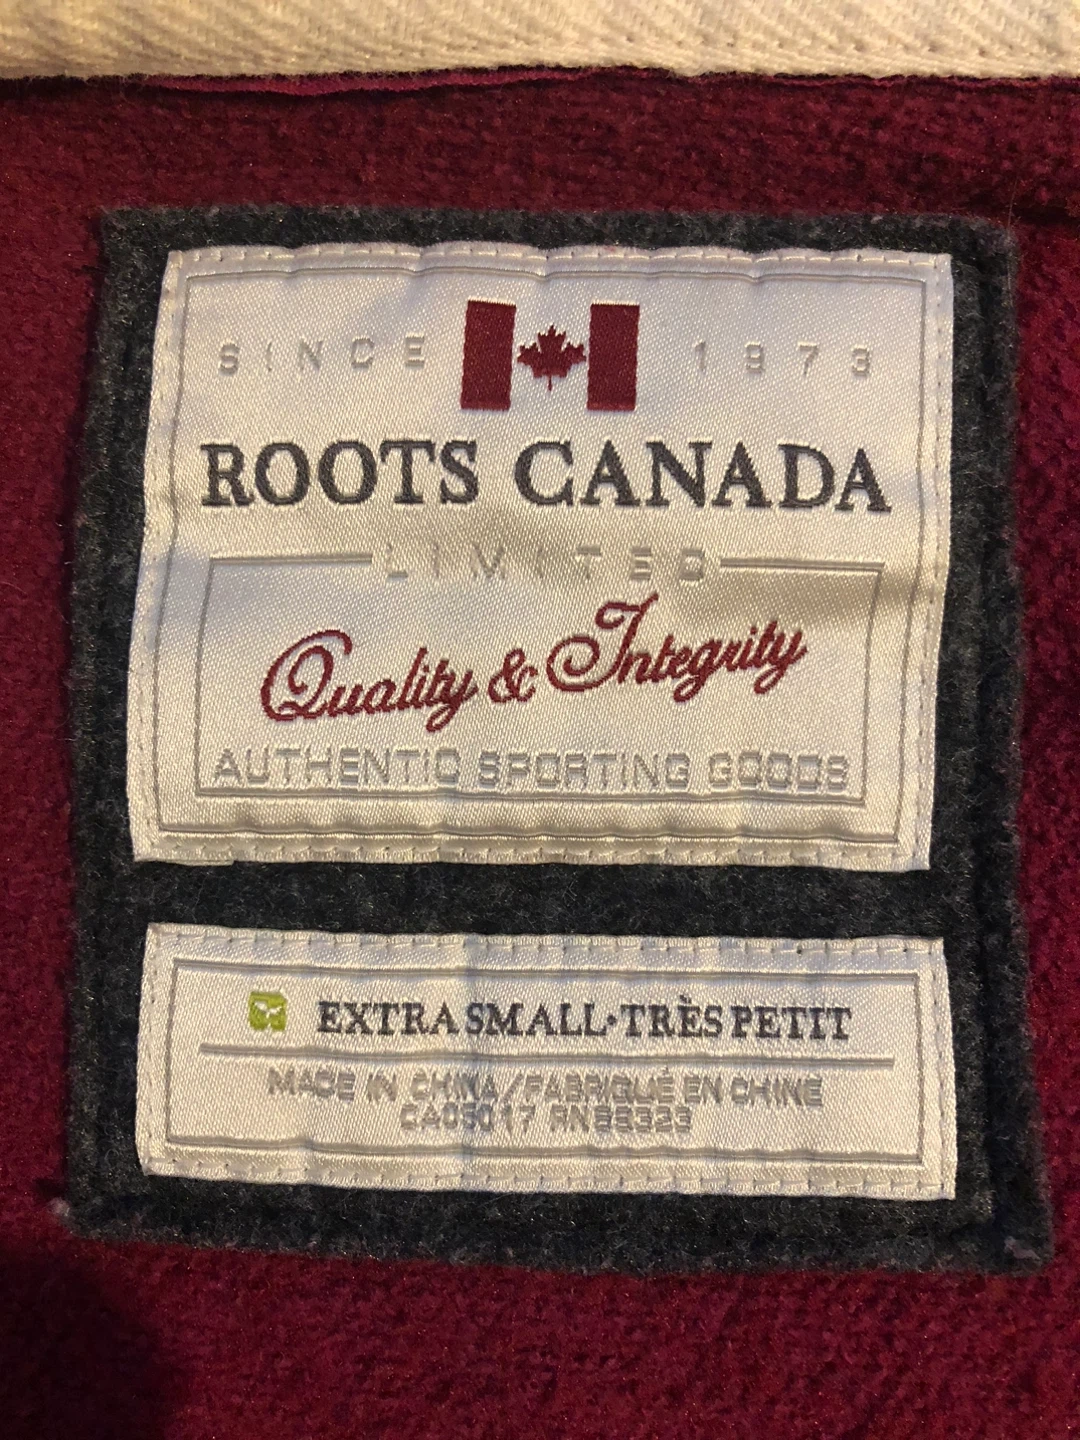 SINCE 1973
ROOTS CANADA
LIMITED
Quality & Integrity
AUTHENTIC SPORTING GOODS
EXTRA SMALL·TRÈS PETIT
MADE IN CHINA/FABRIQUÉ EN CHINE